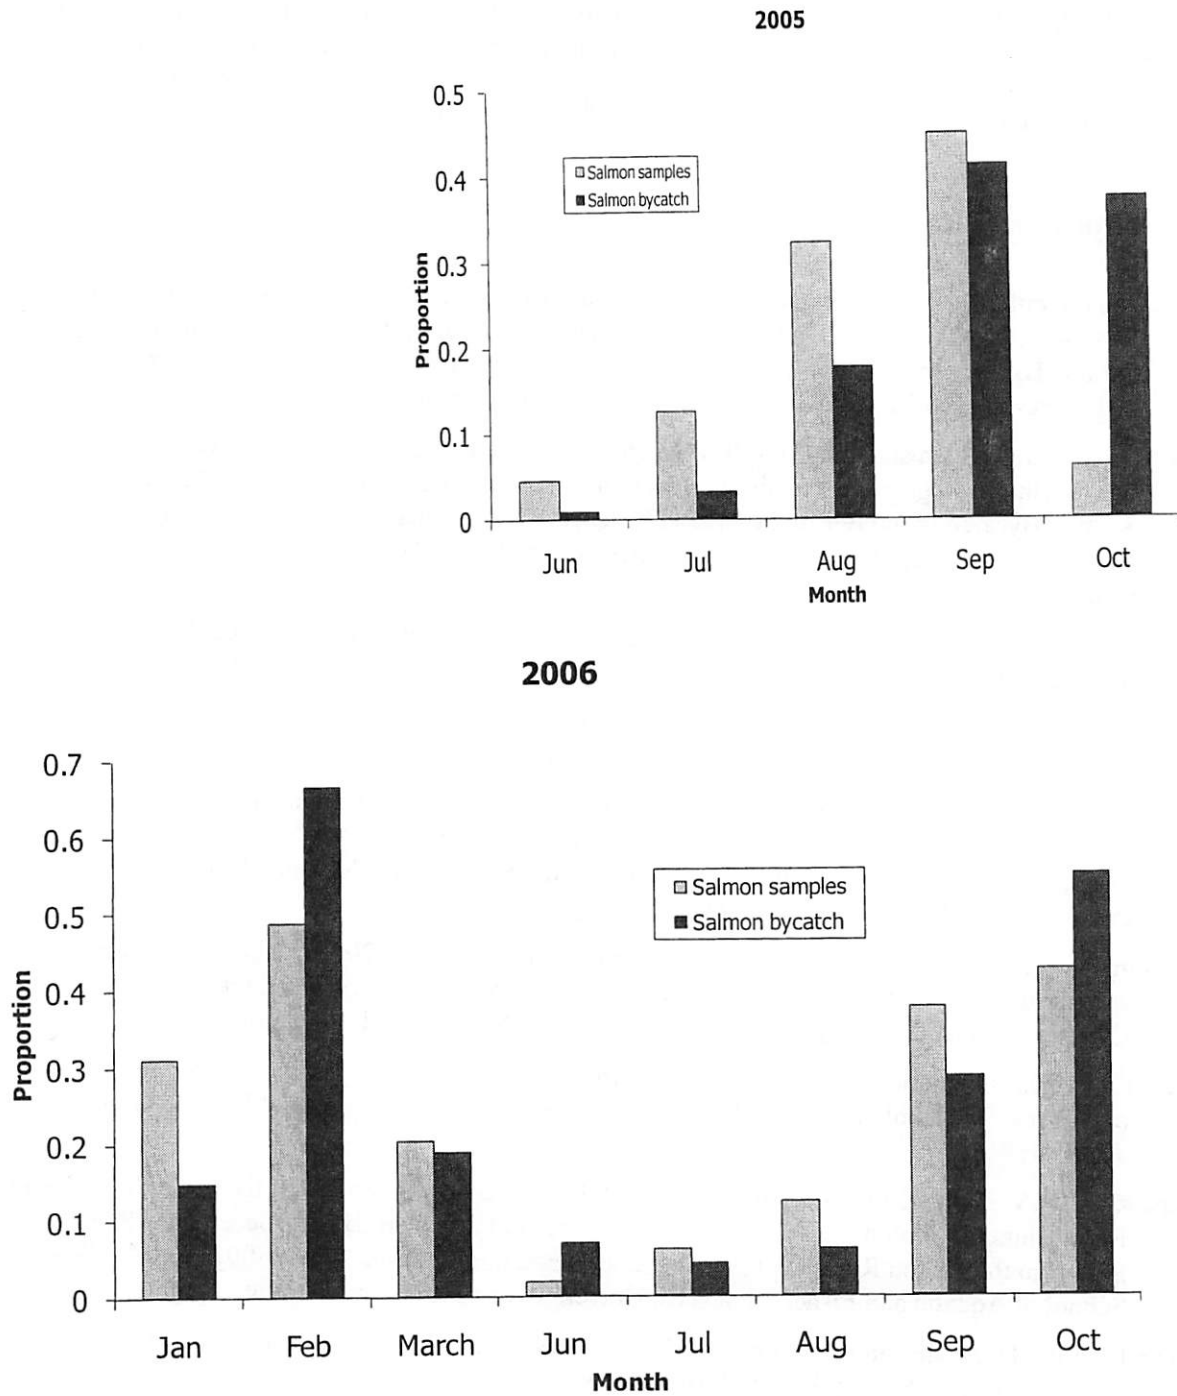 2005
0.5
0.4
0.3
0.2
0.1
0
Proportion
Salmon samples
Salmon bycatch
Jun Jul Aug Sep Oct
Month
2006
0.7
0.6
0.5
0.4
0.3
0.2
0.1
0
Proportion
Salmon samples
Salmon bycatch
Jan Feb March Jun Jul Aug Sep Oct
Month